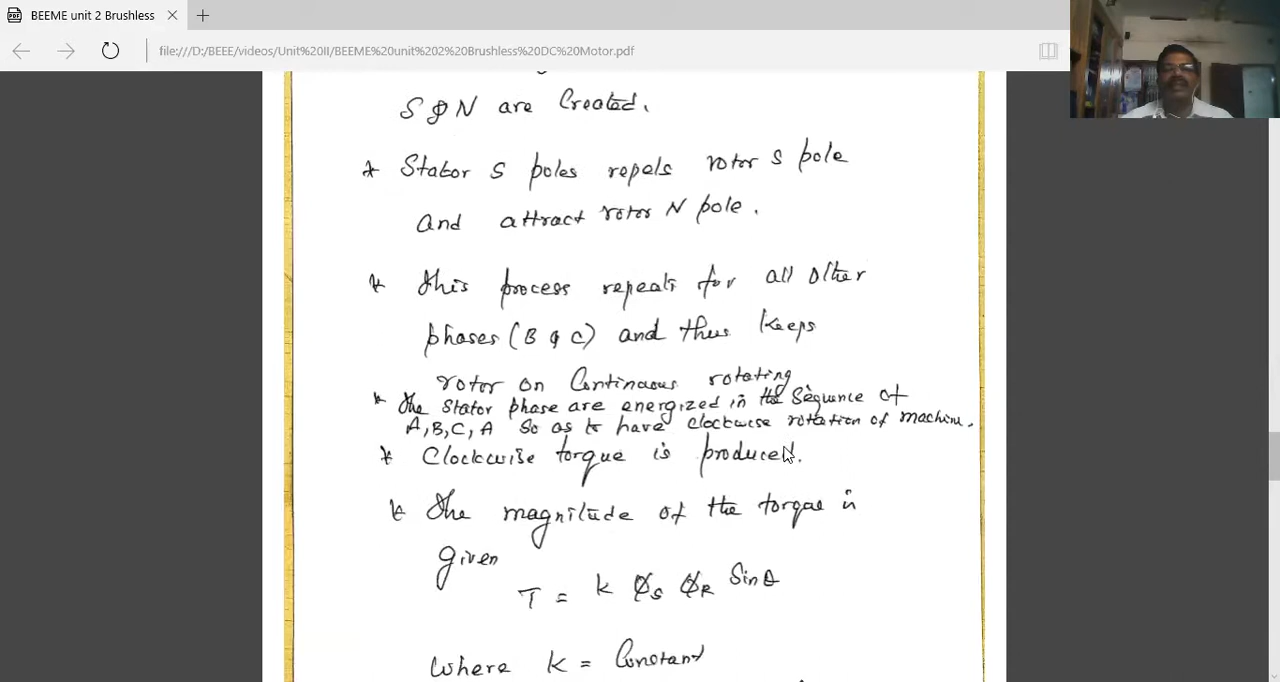 BEEME unit 2 Brushless
file:///D:/BEEE/videos/Unit%20II/BEEME%20unit%202%20Brushless%20DC%20Motor.pdf
S & N are Created.
* Stator S poles repels rotor S pole
and attract rotor N pole.
* this process repeats for all other
phases (B & C) and thus keeps
rotor on Continuous rotating
* the stator phase are energized in the sequence of
A, B, C, A so as to have clockwise rotation of machine.
* Clockwise torque is produced.
* the magnitude of the torque is
given
T = k ϕS ϕR Sinθ
Where K = Constant